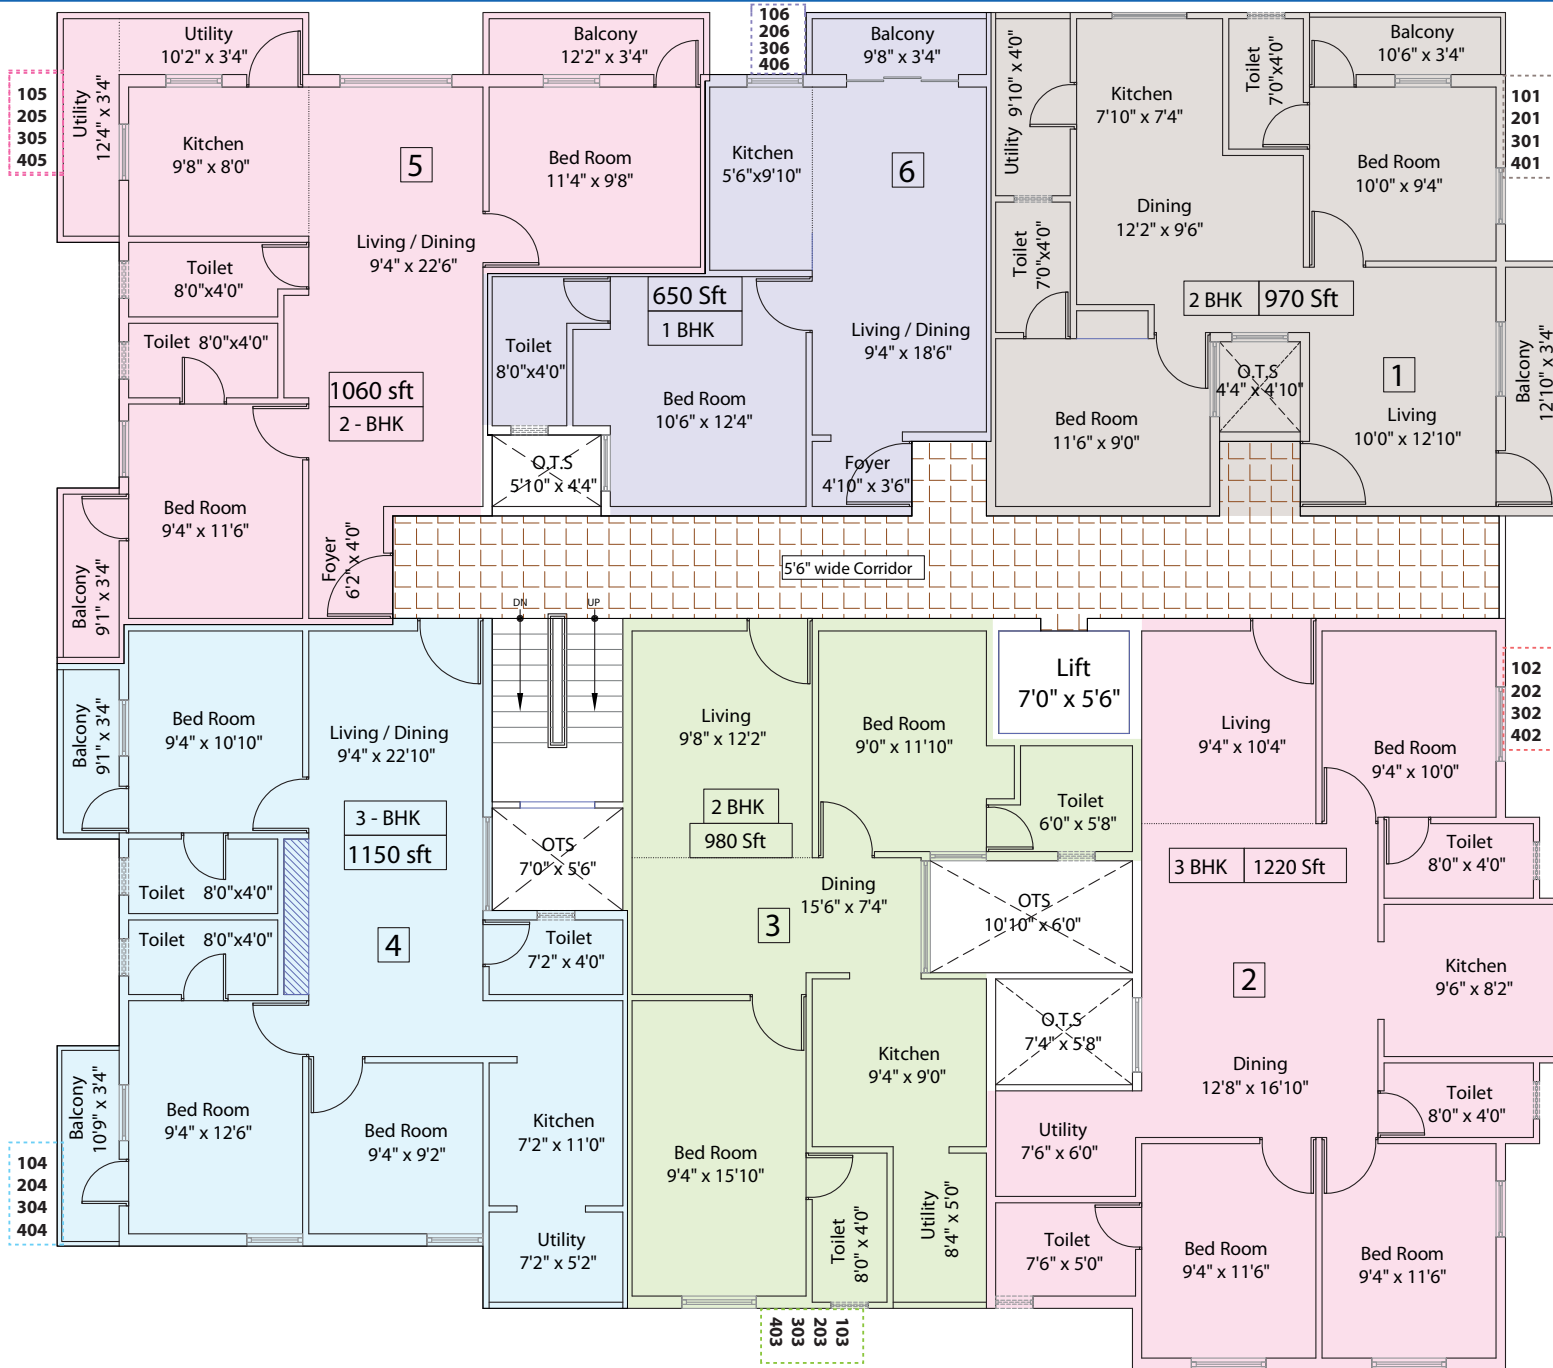 Utility
10'2" x 3'4"
Utility
12'4" x 3'4"
105
205
305
405
Kitchen
9'8" x 8'0"
5
Balcony
12'2" x 3'4"
Bed Room
11'4" x 9'8"
Living / Dining
9'4" x 22'6"
Toilet
8'0"x4'0"
Toilet 8'0"x4'0"
1060 sft
2 - BHK
Bed Room
9'4" x 11'6"
Foyer
6'2" x 4'0"
Balcony
9'1" x 3'4"
106
206
306
406
Balcony
9'8" x 3'4"
Kitchen
5'6"x9'10"
6
650 Sft
1 BHK
Toilet
8'0"x4'0"
Living / Dining
9'4" x 18'6"
Bed Room
10'6" x 12'4"
O.T.S
5'10" x 4'4"
Foyer
4'10" x 3'6"
Utility 9'10" x 4'0"
Kitchen
7'10" x 7'4"
Toilet
7'0"x4'0"
Balcony
10'6" x 3'4"
101
201
301
401
Bed Room
10'0" x 9'4"
Dining
12'2" x 9'6"
Toilet
7'0"x4'0"
2 BHK 970 Sft
O.T.S
4'4" x 4'10"
1
Balcony
12'10" x 3'4"
Living
10'0" x 12'10"
Bed Room
11'6" x 9'0"
5'6" wide Corridor
DN
UP
Bed Room
9'4" x 10'10"
Balcony
9'1" x 3'4"
Living / Dining
9'4" x 22'10"
3 - BHK
1150 sft
OTS
7'0" x 5'6"
Toilet 8'0"x4'0"
Toilet 8'0"x4'0"
4
Toilet
7'2" x 4'0"
Balcony
10'9" x 3'4"
Bed Room
9'4" x 12'6"
Bed Room
9'4" x 9'2"
Kitchen
7'2" x 11'0"
Utility
7'2" x 5'2"
104
204
304
404
Living
9'8" x 12'2"
Bed Room
9'0" x 11'10"
2 BHK
980 Sft
Toilet
6'0" x 5'8"
Dining
15'6" x 7'4"
3
OTS
10'10" x 6'0"
Kitchen
9'4" x 9'0"
Bed Room
9'4" x 15'10"
Toilet
8'0" x 4'0"
Utility
8'4" x 5'0"
103
203
303
403
Lift
7'0" x 5'6"
Living
9'4" x 10'4"
Bed Room
9'4" x 10'0"
102
202
302
402
3 BHK 1220 Sft
Toilet
8'0" x 4'0"
Kitchen
9'6" x 8'2"
2
O.T.S
7'4" x 5'8"
Dining
12'8" x 16'10"
Toilet
8'0" x 4'0"
Utility
7'6" x 6'0"
Toilet
7'6" x 5'0"
Bed Room
9'4" x 11'6"
Bed Room
9'4" x 11'6"